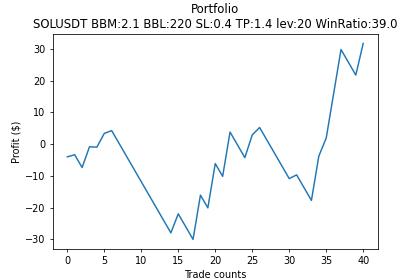 Portfolio
SOLUSDT BBM:2.1 BBL:220 SL:0.4 TP:1.4 lev:20 WinRatio:39.0
Profit ($)
30
20
10
0
−10
−20
−30
0 5 10 15 20 25 30 35 40
Trade counts